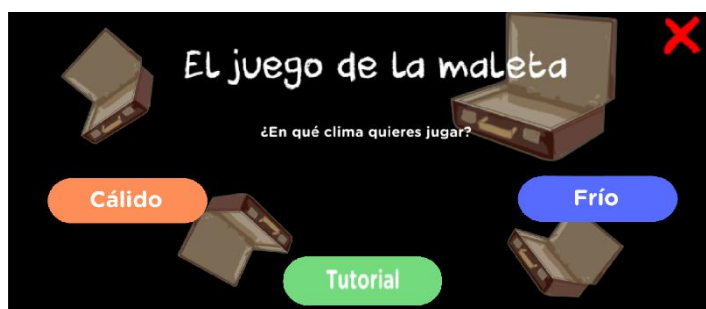 El juego de la maleta
¿En qué clima quieres jugar?
Cálido
Frío
Tutorial